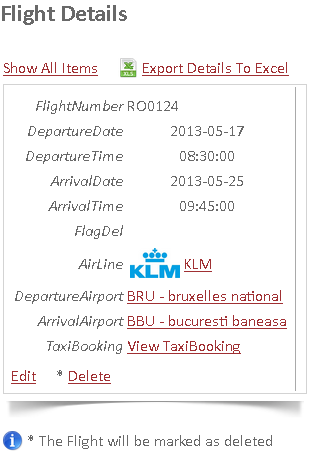 Flight Details
Show All Items XLS Export Details To Excel
FlightNumber RO0124
DepartureDate 2013-05-17
DepartureTime 08:30:00
ArrivalDate 2013-05-25
ArrivalTime 09:45:00
FlagDel
AirLine KLM KLM
DepartureAirport BRU - bruxelles national
ArrivalAirport BBU - bucuresti baneasa
TaxiBooking View TaxiBooking
Edit * Delete
i * The Flight will be marked as deleted